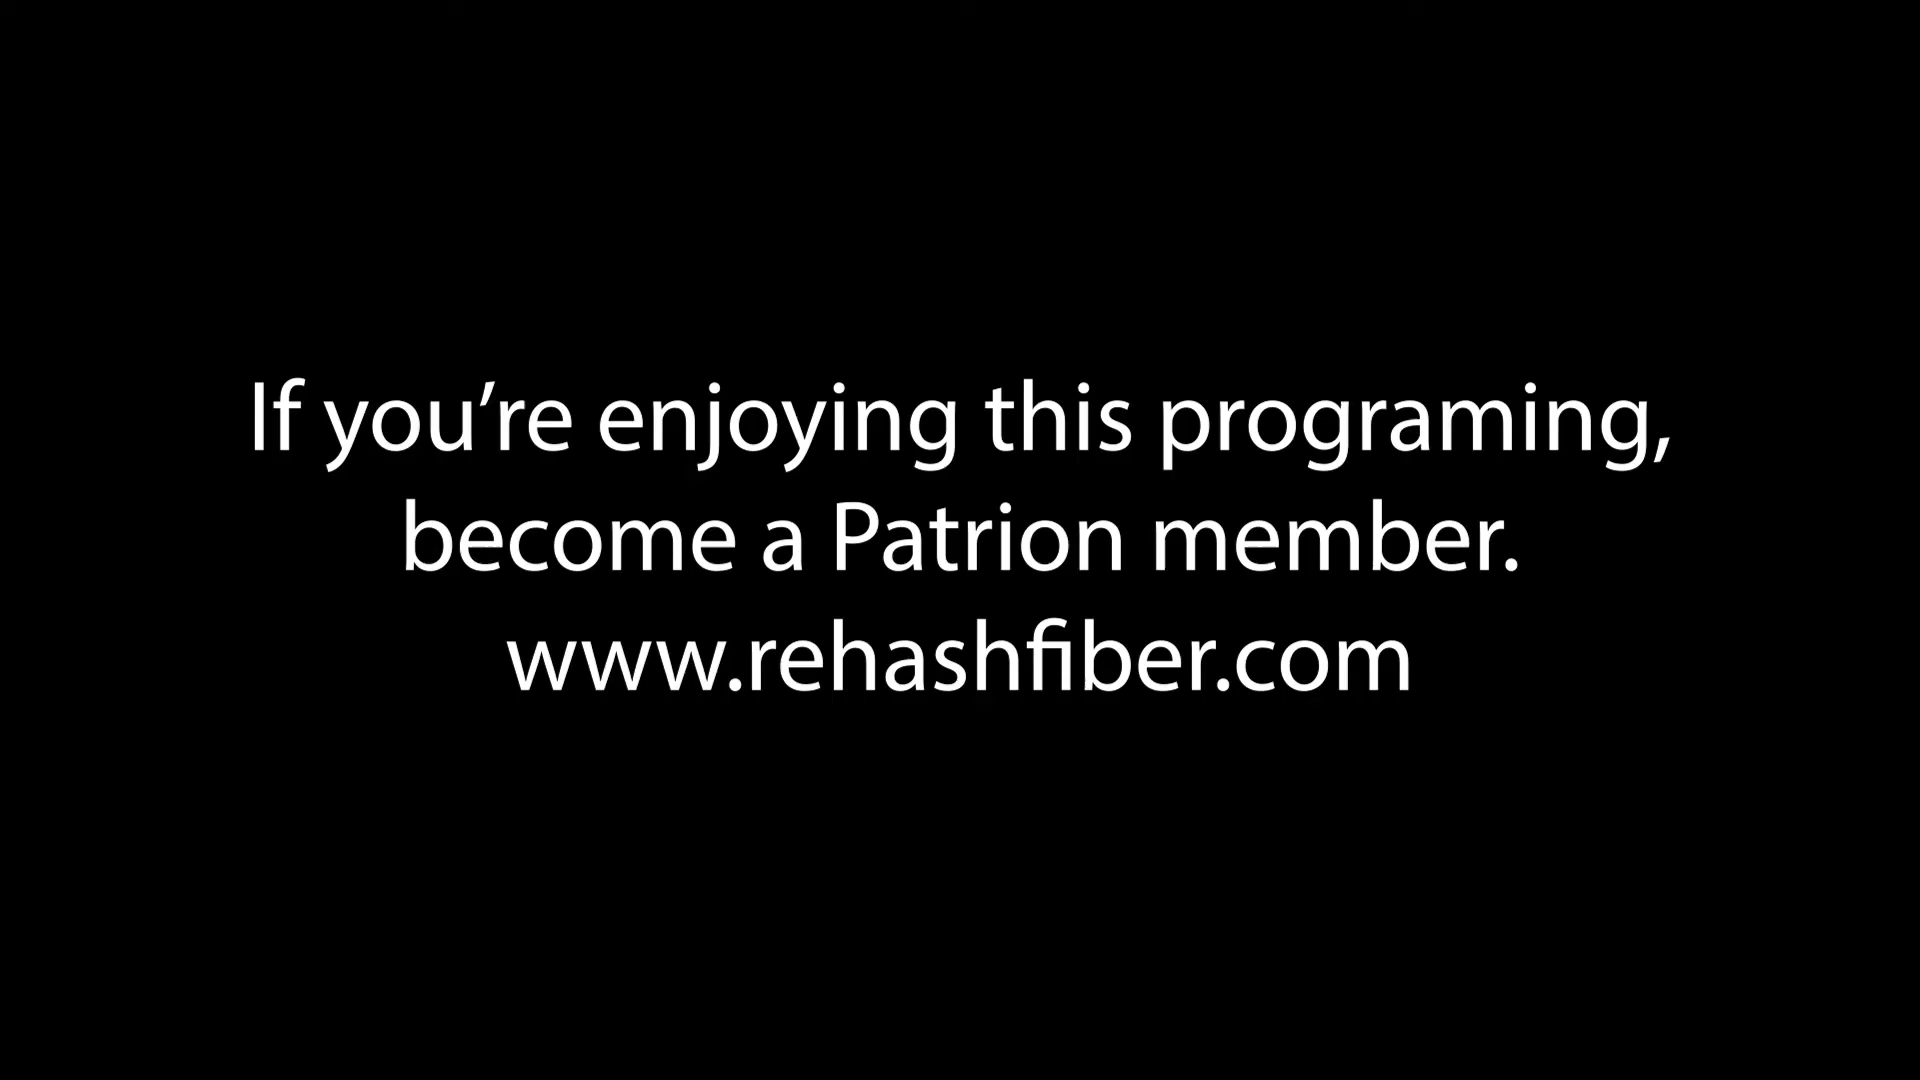 If you’re enjoying this programing,
become a Patrion member.
www.rehashfiber.com